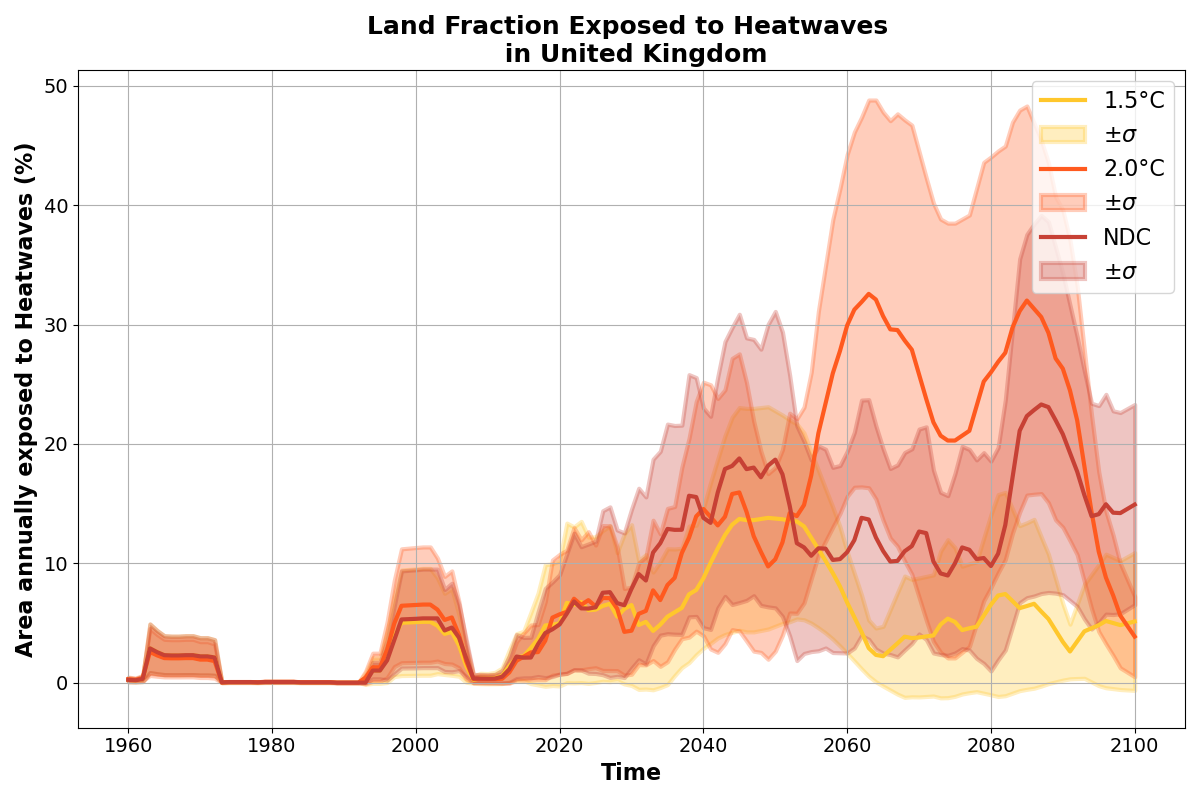 Land Fraction Exposed to Heatwaves
in United Kingdom
Area annually exposed to Heatwaves (%)
50
40
30
20
10
0
1960
1980
2000
2020
2040
2060
2080
2100
Time
1.5°C
±σ
2.0°C
±σ
NDC
±σ